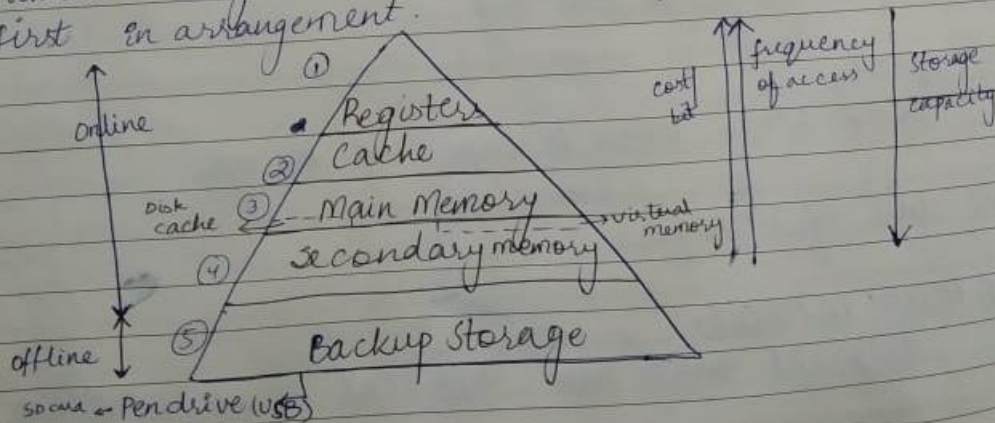 first in arrangement.
①
Registers
Online
cost/bit
frequency of access
Storage capacity
②
Cache
Disk cache
③
Main Memory
virtual memory
④
Secondary memory
⑤
Backup Storage
offline
SD card ← Pendrive (USB)